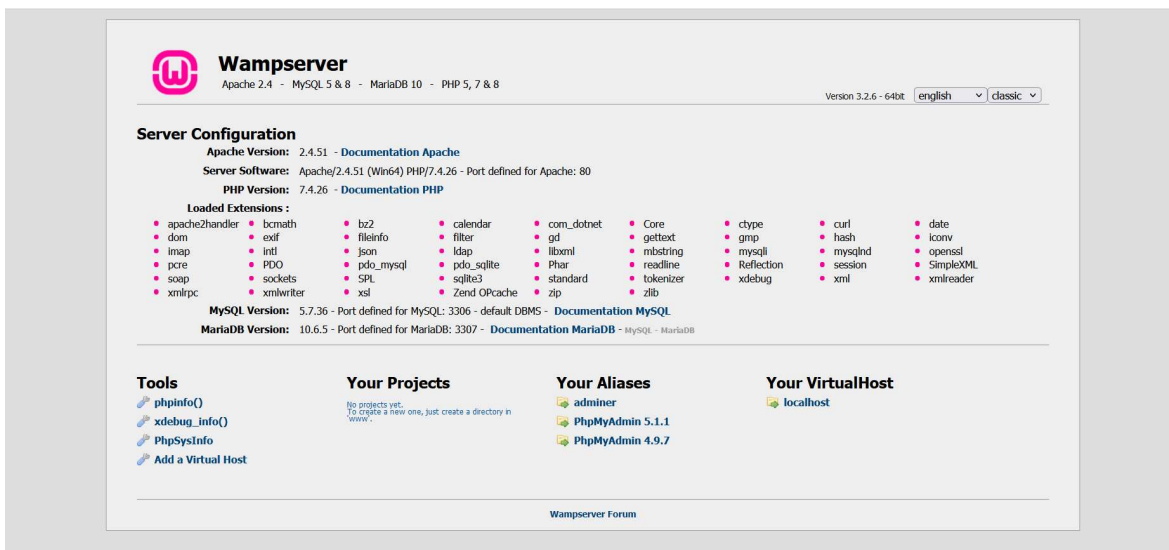 Wampserver
Apache 2.4 - MySQL 5 & 8 - MariaDB 10 - PHP 5, 7 & 8
Version 3.2.6 - 64bit english classic
Server Configuration
Apache Version: 2.4.51 - Documentation Apache
Server Software: Apache/2.4.51 (Win64) PHP/7.4.26 - Port defined for Apache: 80
PHP Version: 7.4.26 - Documentation PHP
Loaded Extensions :
apache2handler bcmath bz2 calendar com_dotnet Core ctype curl date
dom exif fileinfo filter gd gettext gmp hash iconv
imap intl json ldap libxml mbstring mysqli mysqlnd openssl
pcre PDO pdo_mysql pdo_sqlite Phar readline Reflection session SimpleXML
soap sockets SPL sqlite3 standard tokenizer xdebug xml xmlreader
xmlrpc xmlwriter xsl Zend OPcache zip zlib
MySQL Version: 5.7.36 - Port defined for MySQL: 3306 - default DBMS - Documentation MySQL
MariaDB Version: 10.6.5 - Port defined for MariaDB: 3307 - Documentation MariaDB - MySQL - MariaDB
Tools
phpinfo()
xdebug_info()
PhpSysInfo
Add a Virtual Host
Your Projects
No projects yet.
To create a new one, just create a directory in
'www'.
Your Aliases
adminer
PhpMyAdmin 5.1.1
PhpMyAdmin 4.9.7
Your VirtualHost
localhost
Wampserver Forum